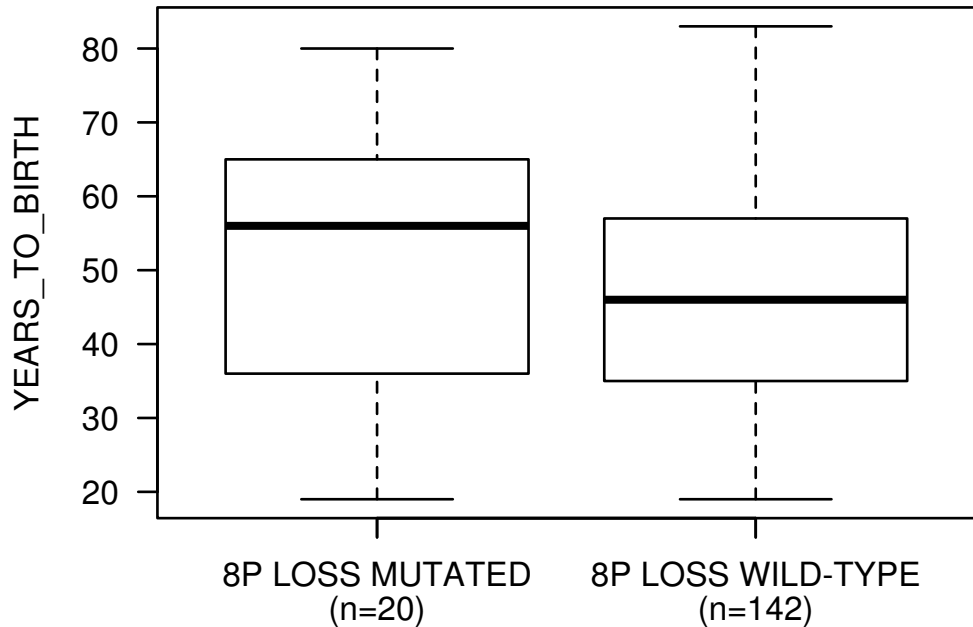 YEARS_TO_BIRTH
80
70
60
50
40
30
20
8P LOSS MUTATED
(n=20)
8P LOSS WILD-TYPE
(n=142)